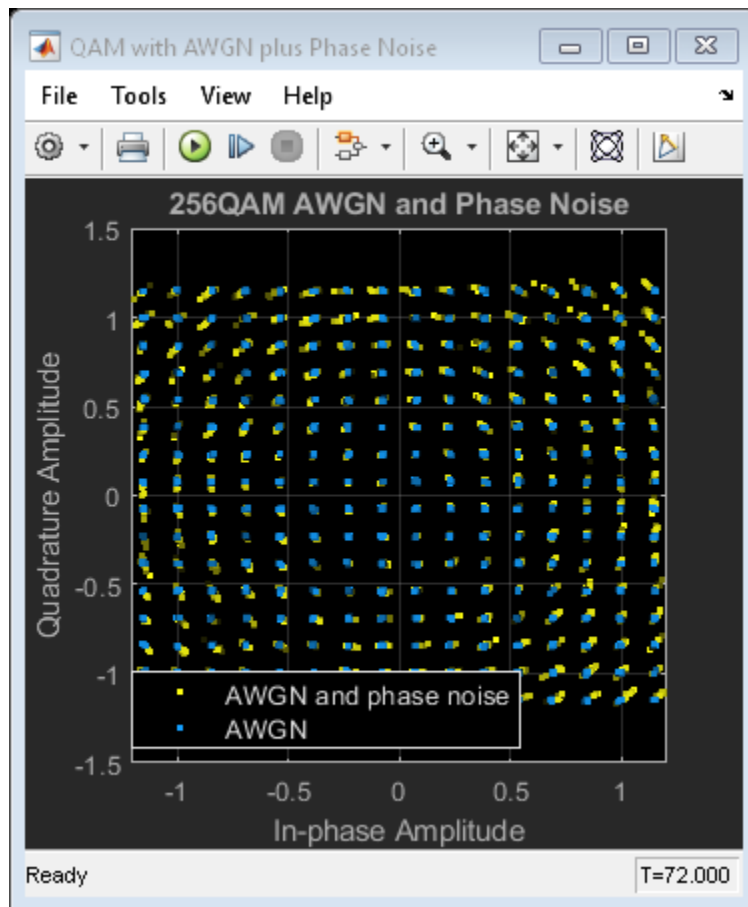 QAM with AWGN plus Phase Noise
File Tools View Help
256QAM AWGN and Phase Noise
1.5
1
0.5
0
-0.5
-1
-1.5
Quadrature Amplitude
AWGN and phase noise
AWGN
-1 -0.5 0 0.5 1
In-phase Amplitude
Ready T=72.000